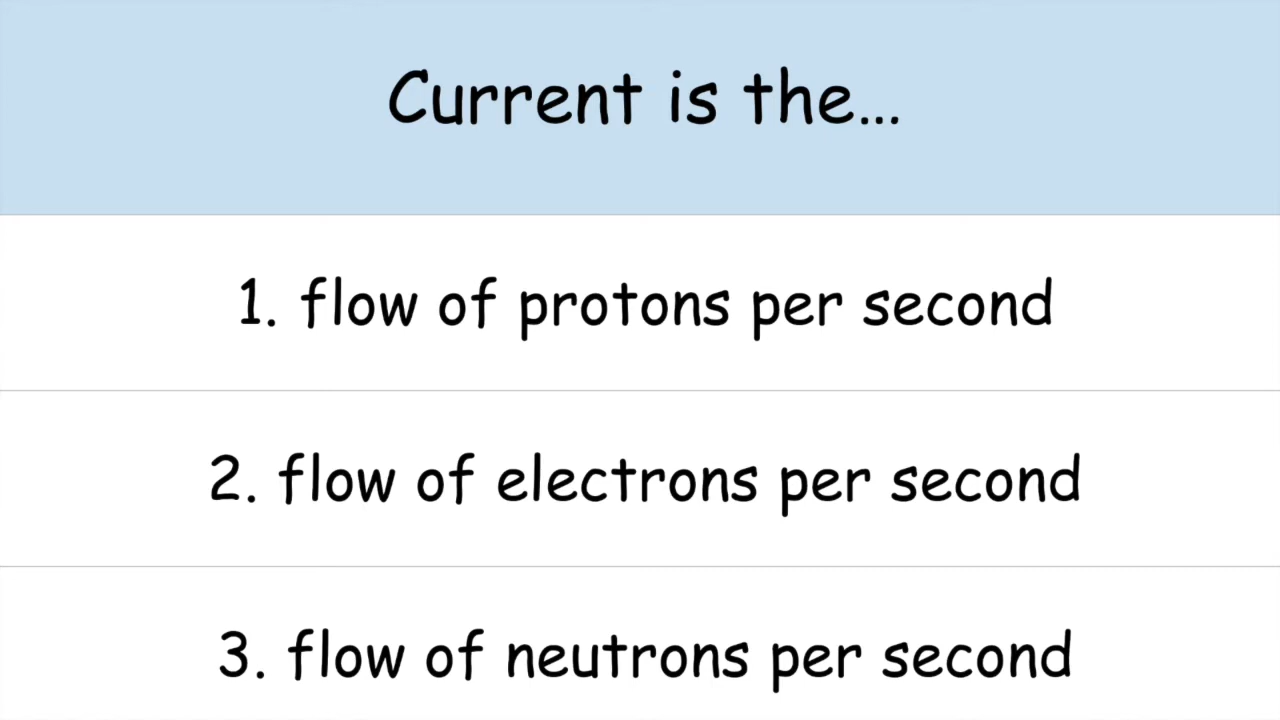 Current is the...
1. flow of protons per second
2. flow of electrons per second
3. flow of neutrons per second